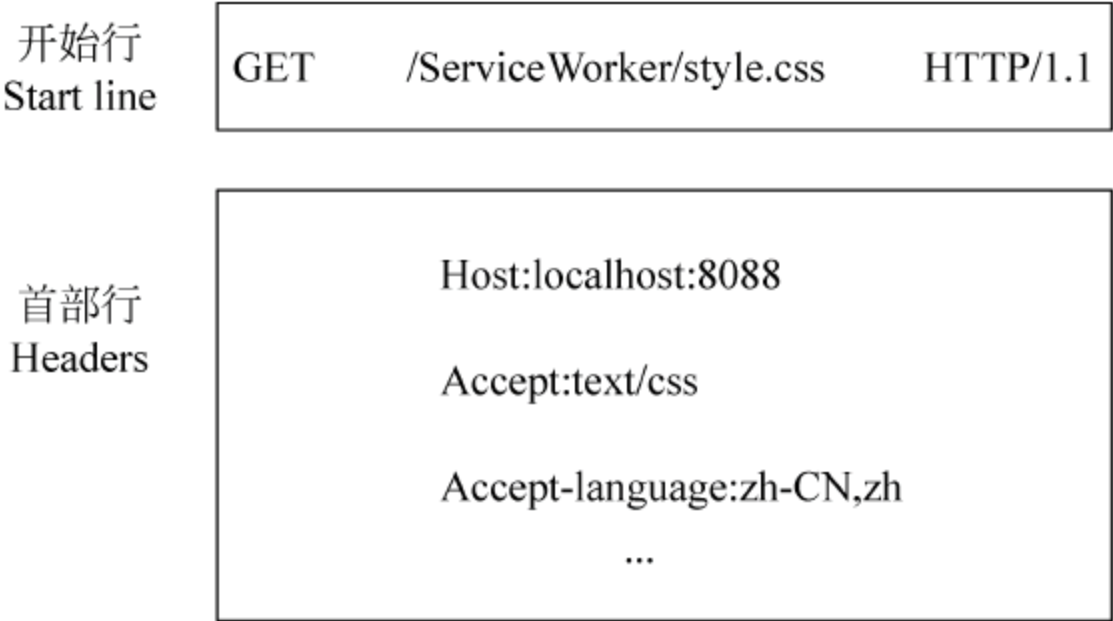 开始行
Start line
GET /ServiceWorker/style.css HTTP/1.1
首部行
Headers
Host:localhost:8088
Accept:text/css
Accept-language:zh-CN,zh
...